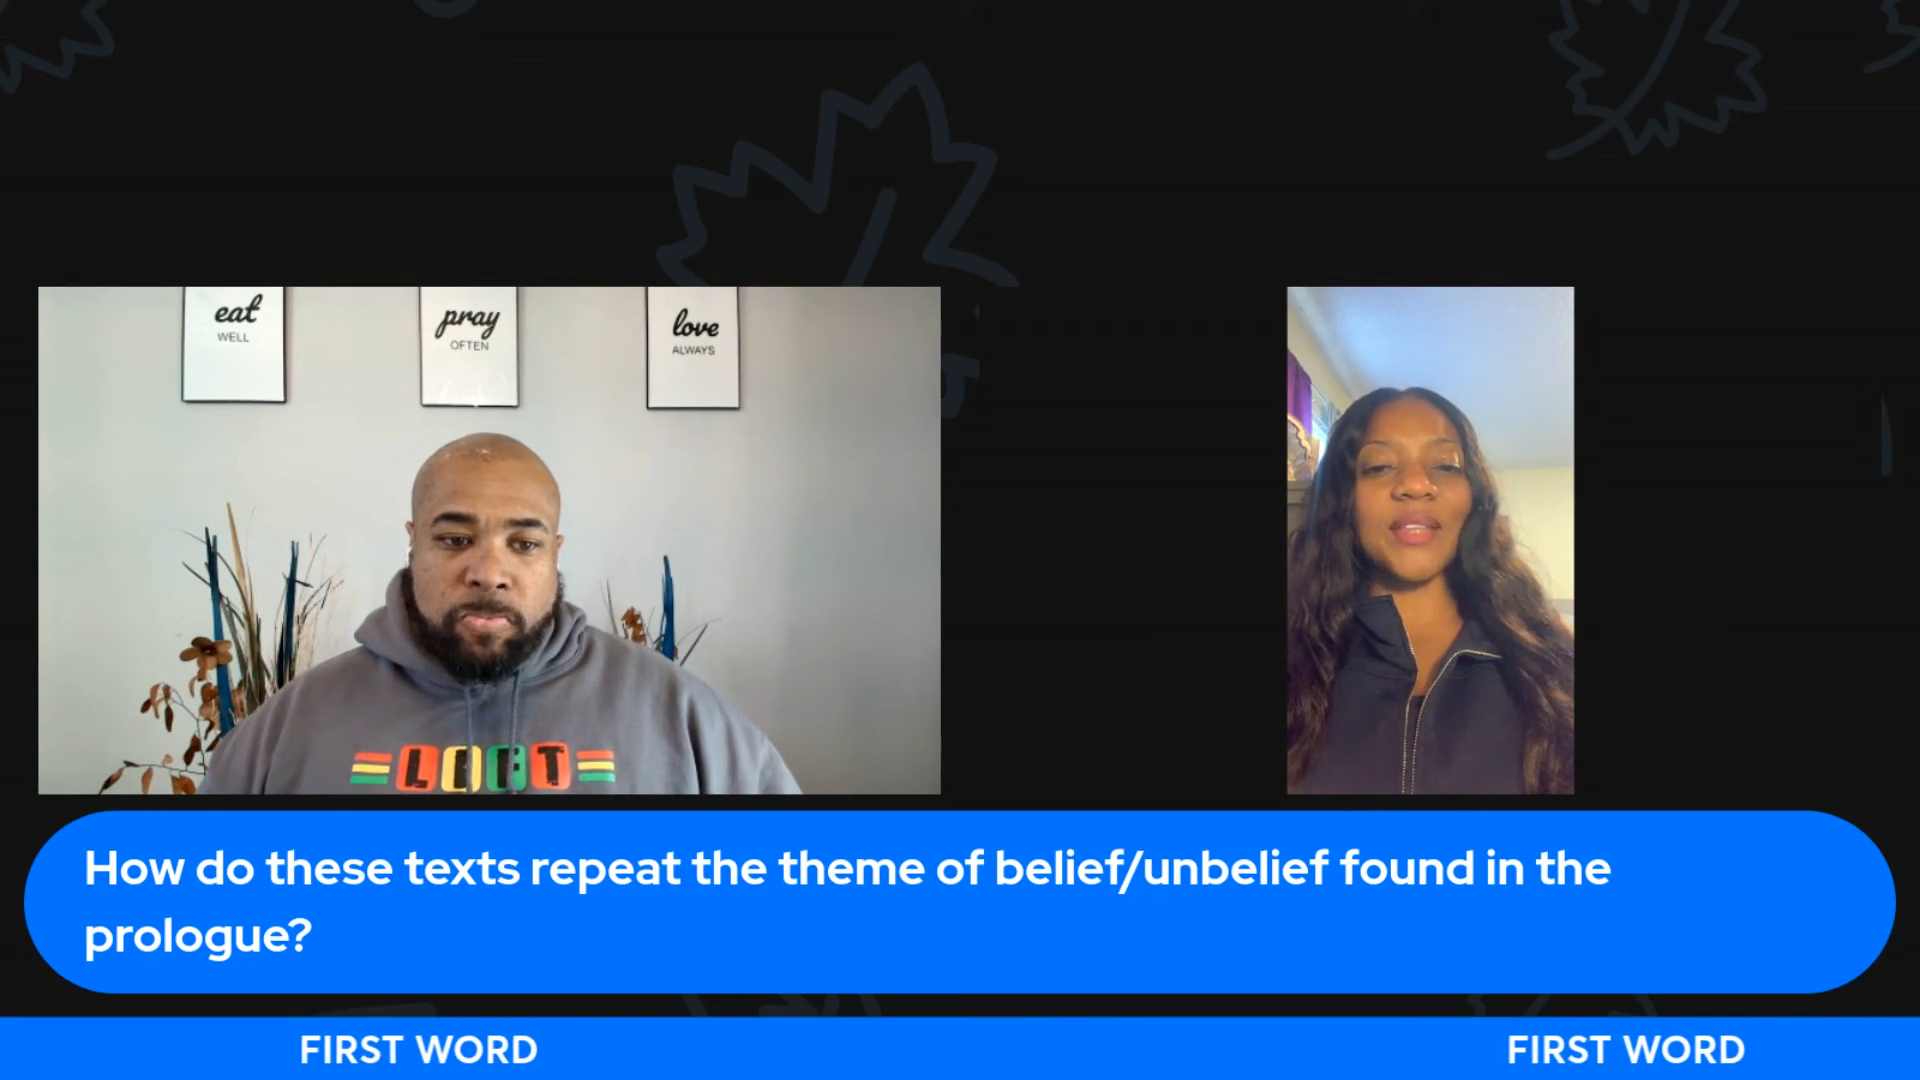 eat
WELL
pray
OFTEN
love
ALWAYS
LOFT
How do these texts repeat the theme of belief/unbelief found in the
prologue?
FIRST WORD
FIRST WORD